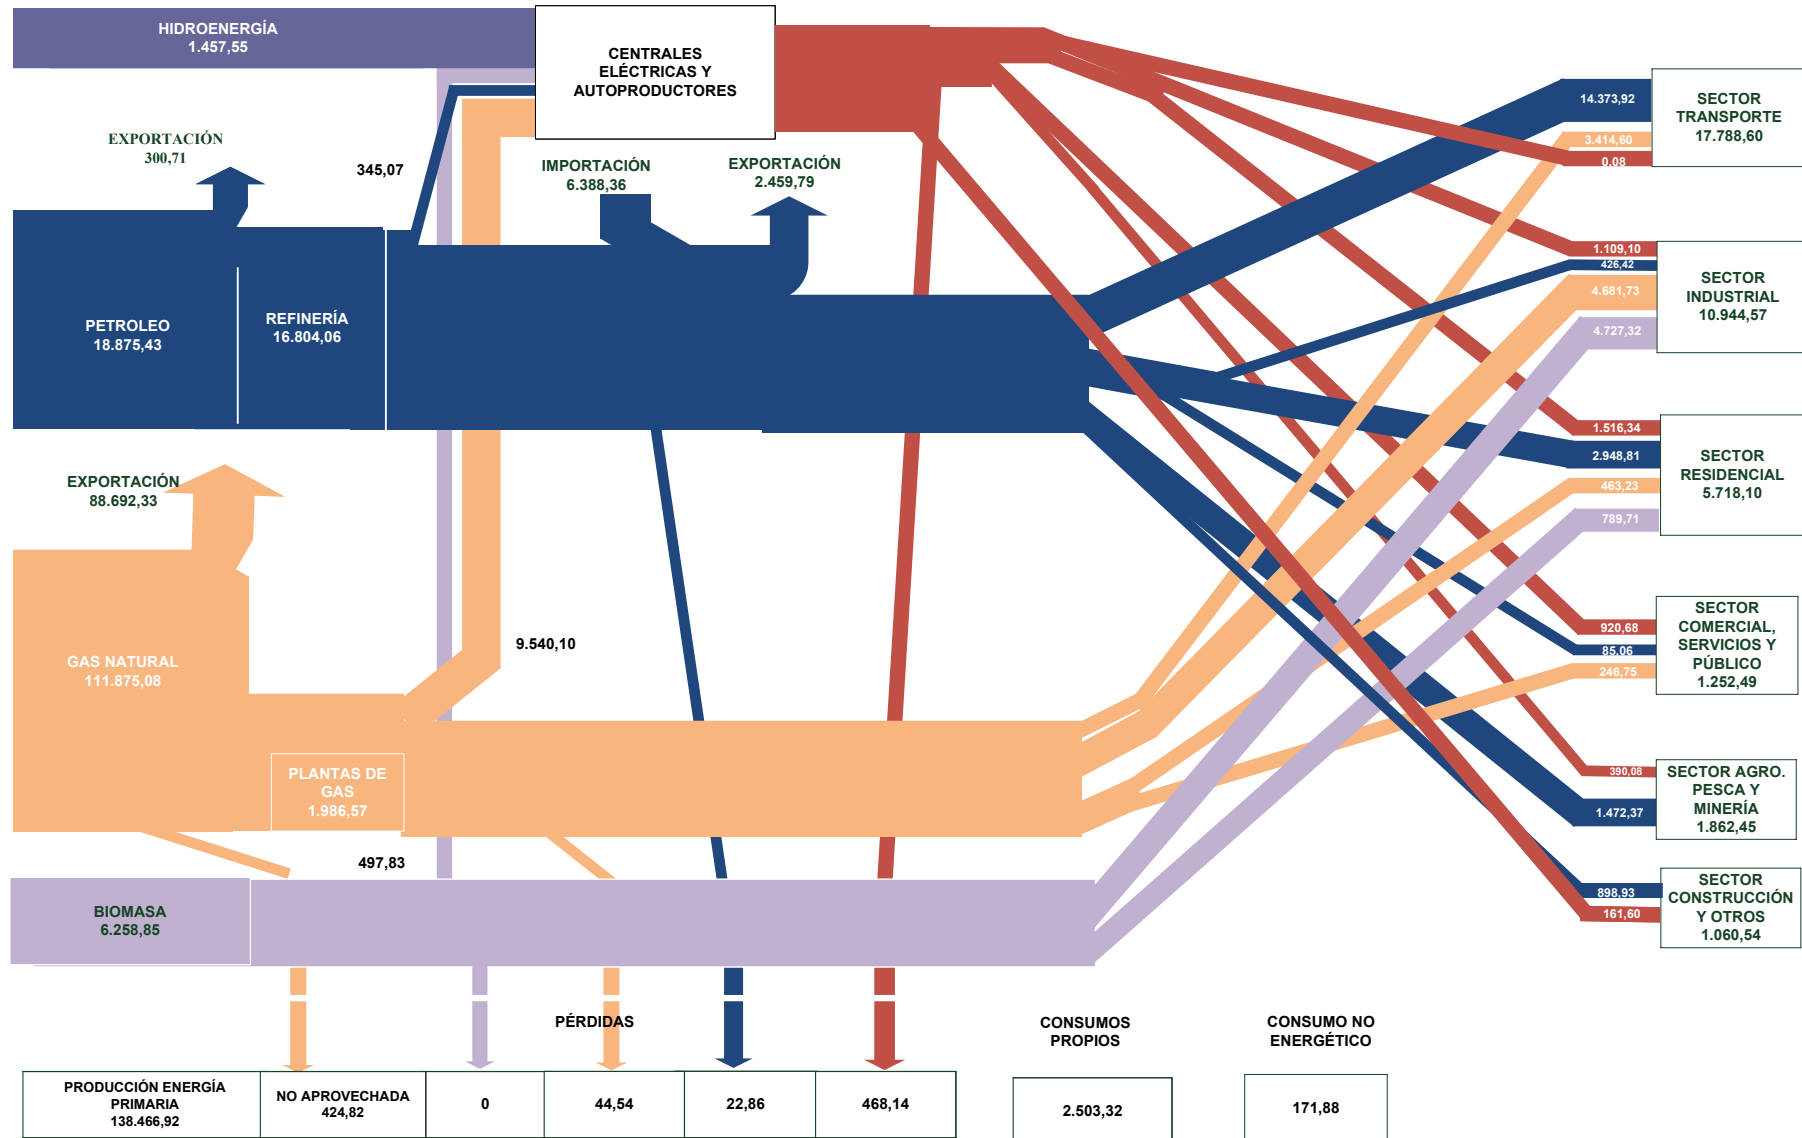 HIDROENERGÍA
1.457,55
CENTRALES
ELÉCTRICAS Y
AUTOPRODUCTORES
EXPORTACIÓN
300,71
345,07
IMPORTACIÓN
6.388,36
EXPORTACIÓN
2.459,79
PETROLEO
18.875,43
REFINERÍA
16.804,06
EXPORTACIÓN
88.692,33
GAS NATURAL
111.875,08
9.540,10
PLANTAS DE
GAS
1.986,57
497,83
BIOMASA
6.258,85
14.373,92
3.414,60
0,08
SECTOR
TRANSPORTE
17.788,60
1.109,10
426,42
4.681,73
4.727,32
SECTOR
INDUSTRIAL
10.944,57
1.516,34
2.948,81
463,23
789,71
SECTOR
RESIDENCIAL
5.718,10
920,68
85,06
246,75
SECTOR
COMERCIAL,
SERVICIOS Y
PÚBLICO
1.252,49
390,08
1.472,37
SECTOR AGRO.
PESCA Y
MINERÍA
1.862,45
898,93
161,60
SECTOR
CONSTRUCCIÓN
Y OTROS
1.060,54
PÉRDIDAS
CONSUMOS
PROPIOS
CONSUMO NO
ENERGÉTICO
PRODUCCIÓN ENERGÍA
PRIMARIA
138.466,92
NO APROVECHADA
424,82
0
44,54
22,86
468,14
2.503,32
171,88